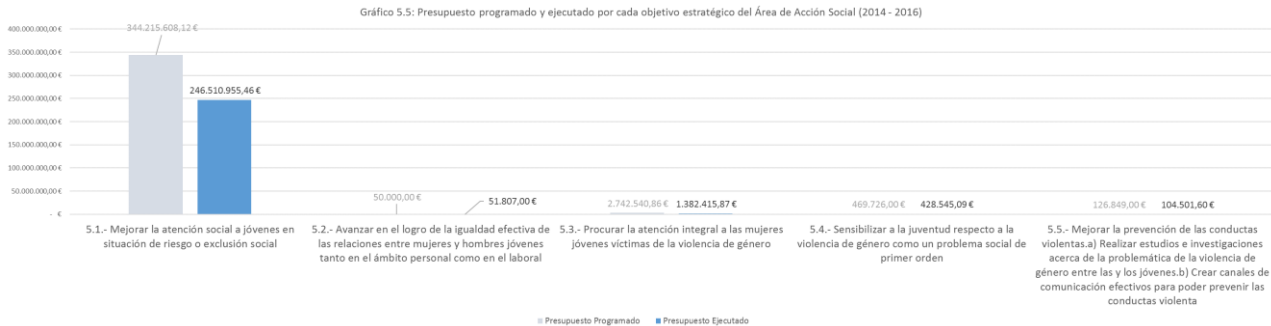 Gráfico 5.5: Presupuesto programado y ejecutado por cada objetivo estratégico del Área de Acción Social (2014 - 2016)
400.000.000,00 €
350.000.000,00 €
300.000.000,00 €
250.000.000,00 €
200.000.000,00 €
150.000.000,00 €
100.000.000,00 €
50.000.000,00 €
- €
344.215.608,12 €
246.510.955,46 €
50.000,00 €
51.807,00 €
2.742.540,86 €
1.382.415,87 €
469.726,00 €
428.545,09 €
126.849,00 €
104.501,60 €
5.1.- Mejorar la atención social a jóvenes en
situación de riesgo o exclusión social
5.2.- Avanzar en el logro de la igualdad efectiva de
las relaciones entre mujeres y hombres jóvenes
tanto en el ámbito personal como en el laboral
5.3.- Procurar la atención integral a las mujeres
jóvenes víctimas de la violencia de género
5.4.- Sensibilizar a la juventud respecto a la
violencia de género como un problema social de
primer orden
5.5.- Mejorar la prevención de las conductas
violentas.a) Realizar estudios e investigaciones
acerca de la problemática de la violencia de
género entre las y los jóvenes.b) Crear canales de
comunicación efectivos para poder prevenir las
conductas violenta
Presupuesto Programado
Presupuesto Ejecutado